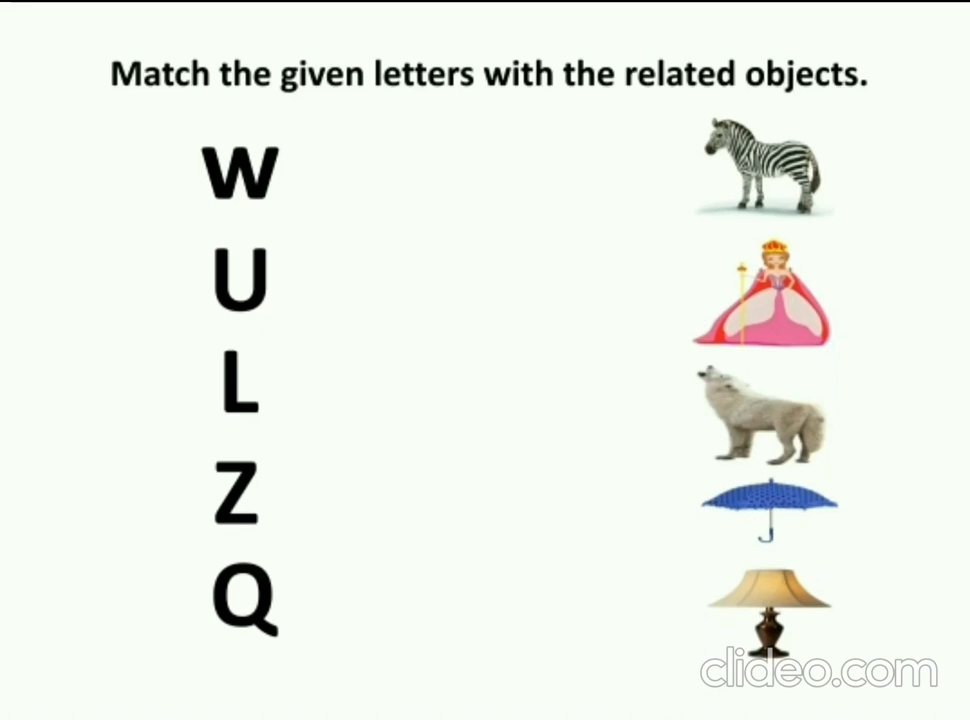 Match the given letters with the related objects.
W
U
L
Z
Q
clideo.com